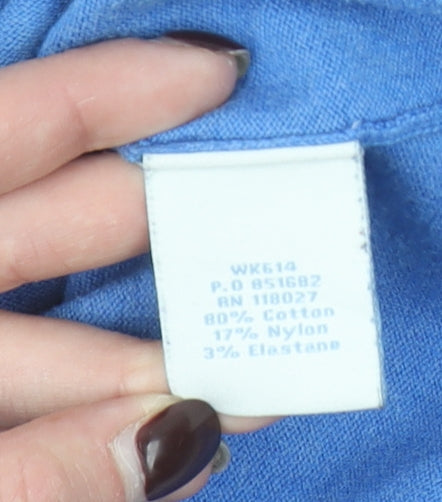 WK614
P.O 851682
RN 118027
80% Cotton
17% Nylon
3% Elastane